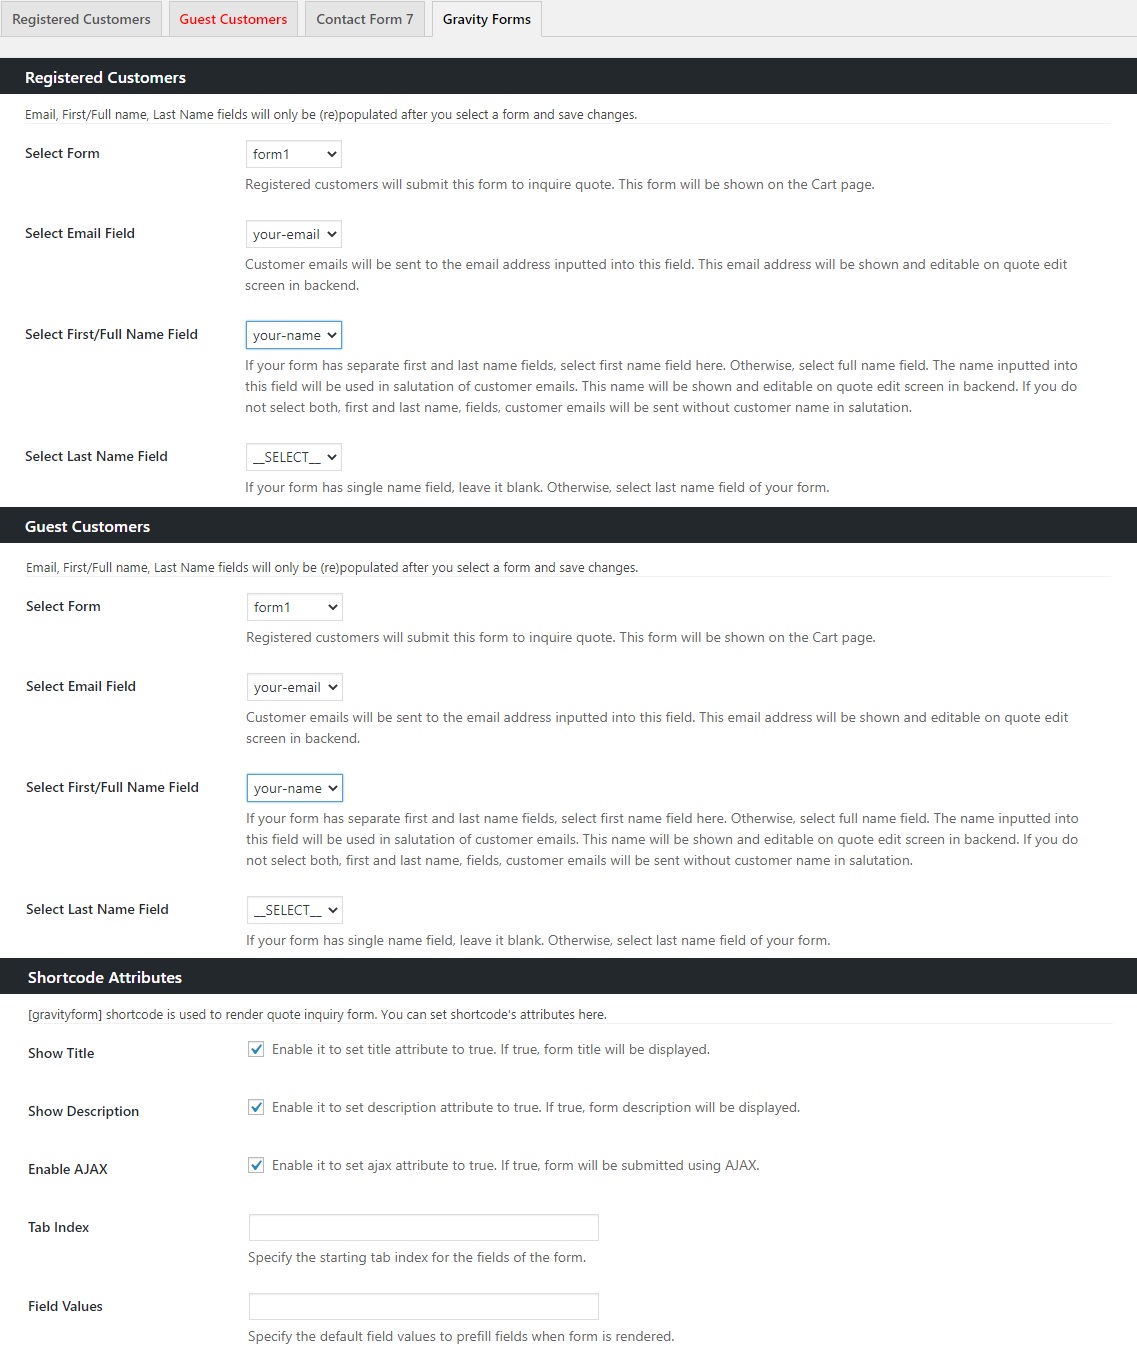 Registered Customers Guest Customers Contact Form 7 Gravity Forms
Registered Customers
Email, First/Full name, Last Name fields will only be (re)populated after you select a form and save changes.
Select Form form1
Registered customers will submit this form to inquire quote. This form will be shown on the Cart page.
Select Email Field your-email
Customer emails will be sent to the email address inputted into this field. This email address will be shown and editable on quote edit
screen in backend.
Select First/Full Name Field your-name
If your form has separate first and last name fields, select first name field here. Otherwise, select full name field. The name inputted into
this field will be used in salutation of customer emails. This name will be shown and editable on quote edit screen in backend. If you do
not select both, first and last name, fields, customer emails will be sent without customer name in salutation.
Select Last Name Field __SELECT__
If your form has single name field, leave it blank. Otherwise, select last name field of your form.
Guest Customers
Email, First/Full name, Last Name fields will only be (re)populated after you select a form and save changes.
Select Form form1
Registered customers will submit this form to inquire quote. This form will be shown on the Cart page.
Select Email Field your-email
Customer emails will be sent to the email address inputted into this field. This email address will be shown and editable on quote edit
screen in backend.
Select First/Full Name Field your-name
If your form has separate first and last name fields, select first name field here. Otherwise, select full name field. The name inputted into
this field will be used in salutation of customer emails. This name will be shown and editable on quote edit screen in backend. If you do
not select both, first and last name, fields, customer emails will be sent without customer name in salutation.
Select Last Name Field __SELECT__
If your form has single name field, leave it blank. Otherwise, select last name field of your form.
Shortcode Attributes
[gravityform] shortcode is used to render quote inquiry form. You can set shortcode's attributes here.
Show Title Enable it to set title attribute to true. If true, form title will be displayed.
Show Description Enable it to set description attribute to true. If true, form description will be displayed.
Enable AJAX Enable it to set ajax attribute to true. If true, form will be submitted using AJAX.
Tab Index
Specify the starting tab index for the fields of the form.
Field Values
Specify the default field values to prefill fields when form is rendered.